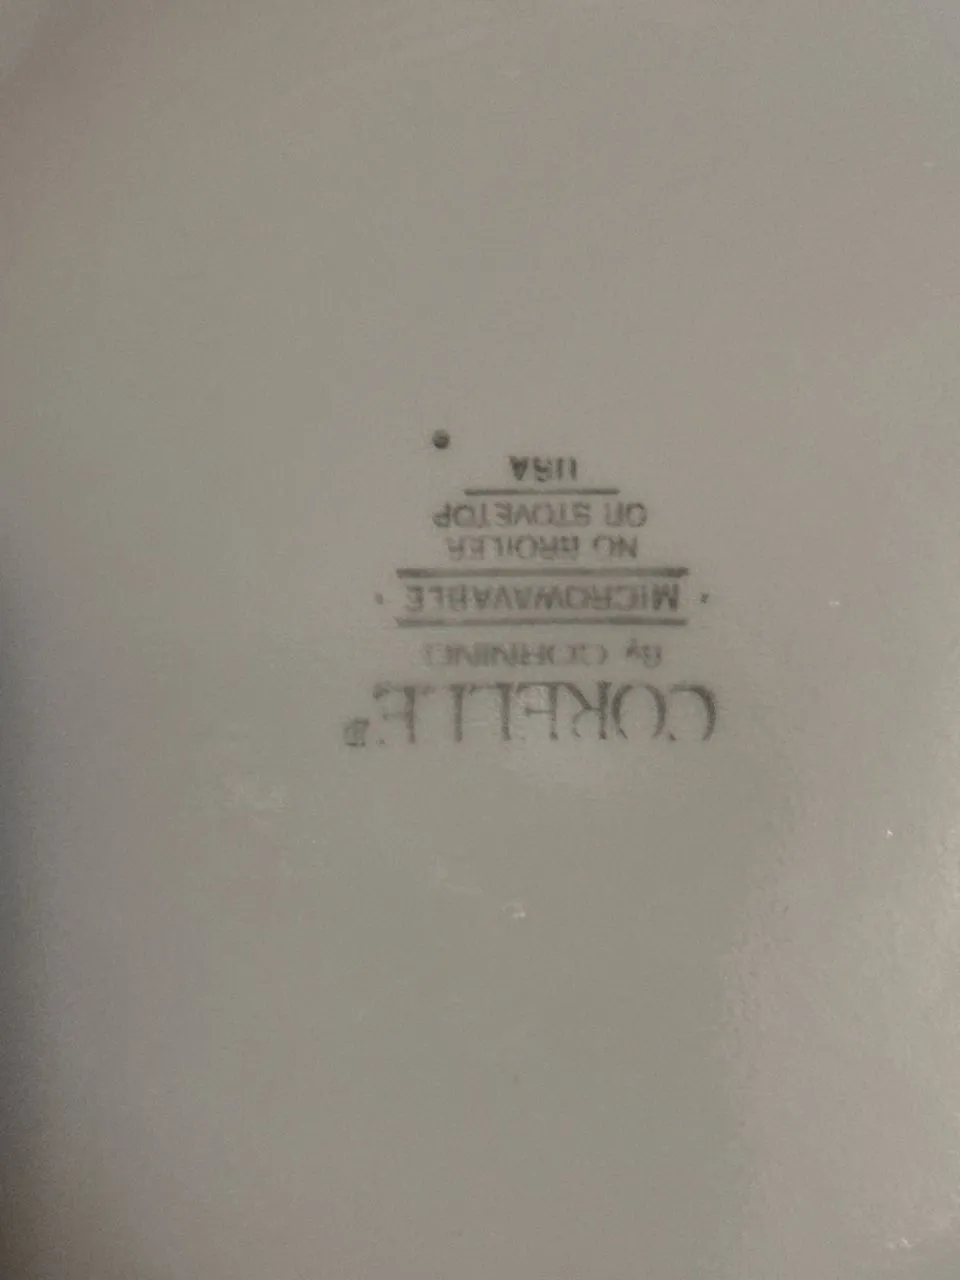 CORELLE®
By CORNING
• MICROWAVABLE •
NO BROILER
OR STOVETOP
USA